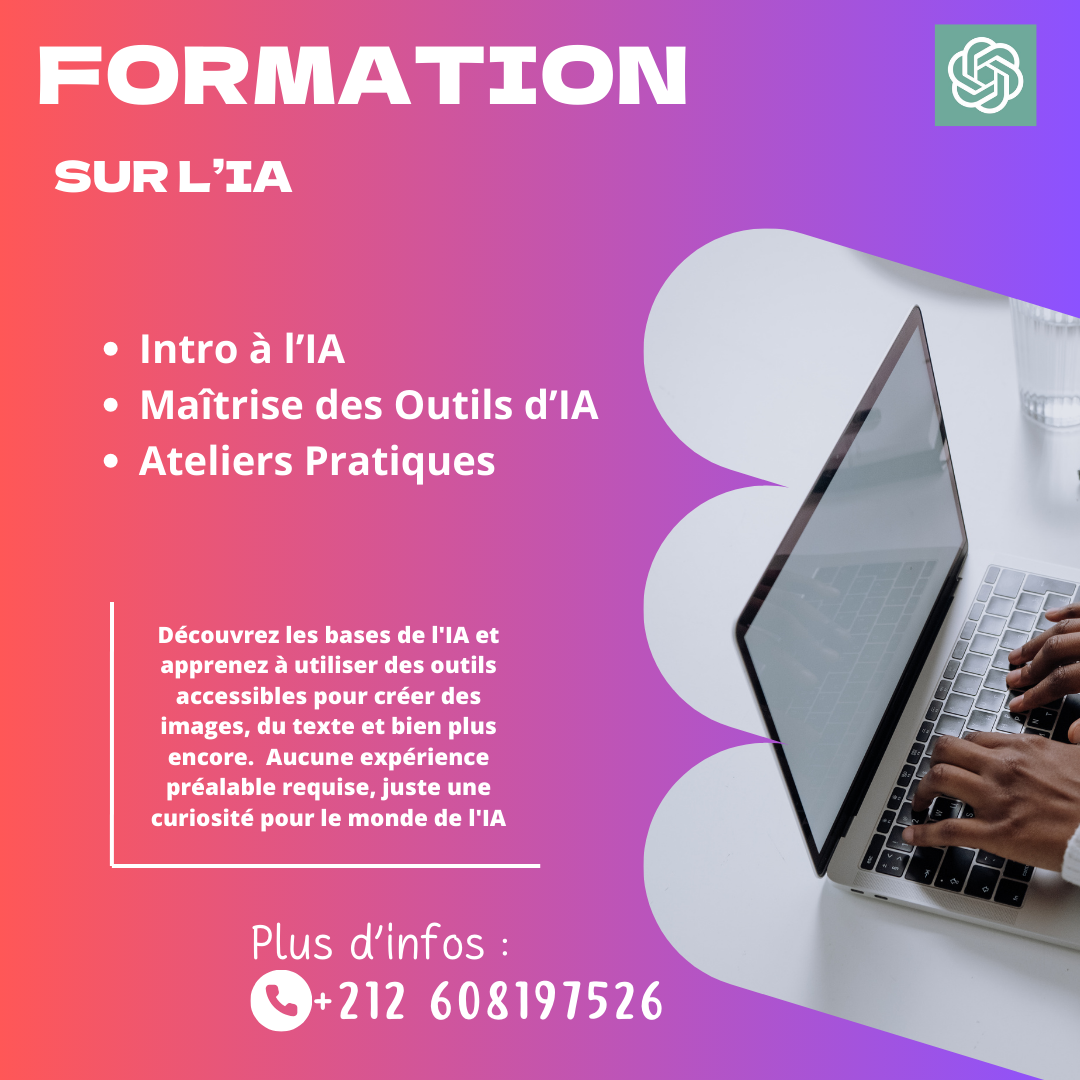 FORMATION
SUR L’IA
• Intro à l’IA
• Maîtrise des Outils d’IA
• Ateliers Pratiques
Découvrez les bases de l'IA et
apprenez à utiliser des outils
accessibles pour créer des
images, du texte et bien plus
encore.  Aucune expérience
préalable requise, juste une
curiosité pour le monde de l'IA
Plus d’infos :
+212 608197526